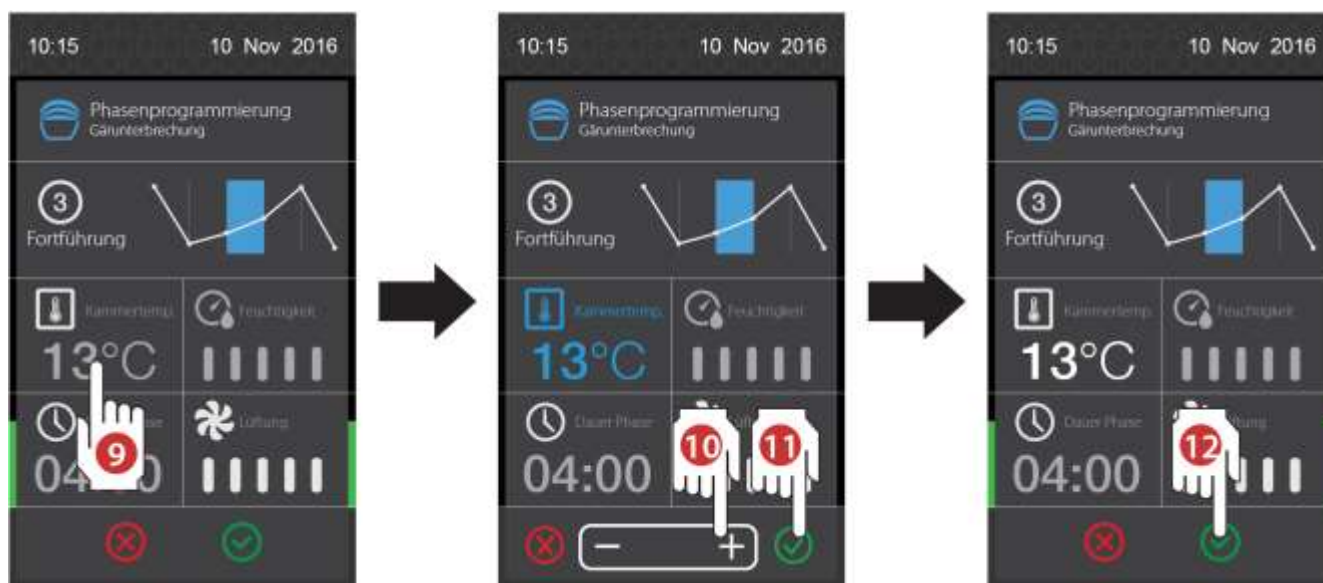 10:15 10 Nov 2016
Phasenprogrammierung
Gärunterbrechung
3
Fortführung
Kammertemp. Feuchtigkeit
13°C
Lüftung
9
10:15 10 Nov 2016
Phasenprogrammierung
Gärunterbrechung
3
Fortführung
Kammertemp. Feuchtigkeit
13°C
Dauer Phase
04:00
10 11
− +
10:15 10 Nov 2016
Phasenprogrammierung
Gärunterbrechung
3
Fortführung
Kammertemp. Feuchtigkeit
13°C
Dauer Phase
04:00
12